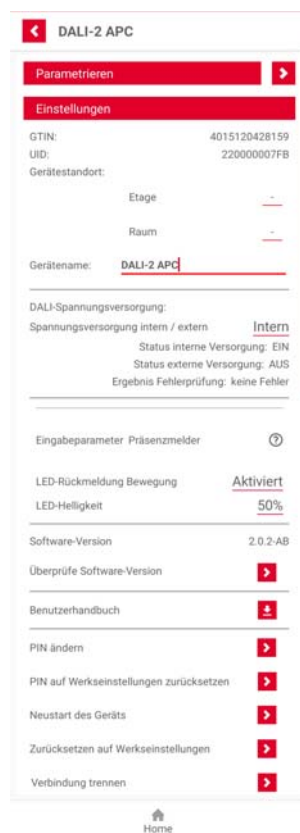 DALI-2 APC
Parametrieren
Einstellungen
GTIN: 4015120428159
UID: 220000007FB
Gerätestandort:
Etage -
Raum -
Gerätename: DALI-2 APC
DALI-Spannungsversorgung:
Spannungsversorgung intern / extern Intern
Status interne Versorgung: EIN
Status externe Versorgung: AUS
Ergebnis Fehlerprüfung: keine Fehler
Eingabeparameter Präsenzmelder
LED-Rückmeldung Bewegung Aktiviert
LED-Helligkeit 50%
Software-Version 2.0.2-AB
Überprüfe Software-Version
Benutzerhandbuch
PIN ändern
PIN auf Werkseinstellungen zurücksetzen
Neustart des Geräts
Zurücksetzen auf Werkseinstellungen
Verbindung trennen
Home